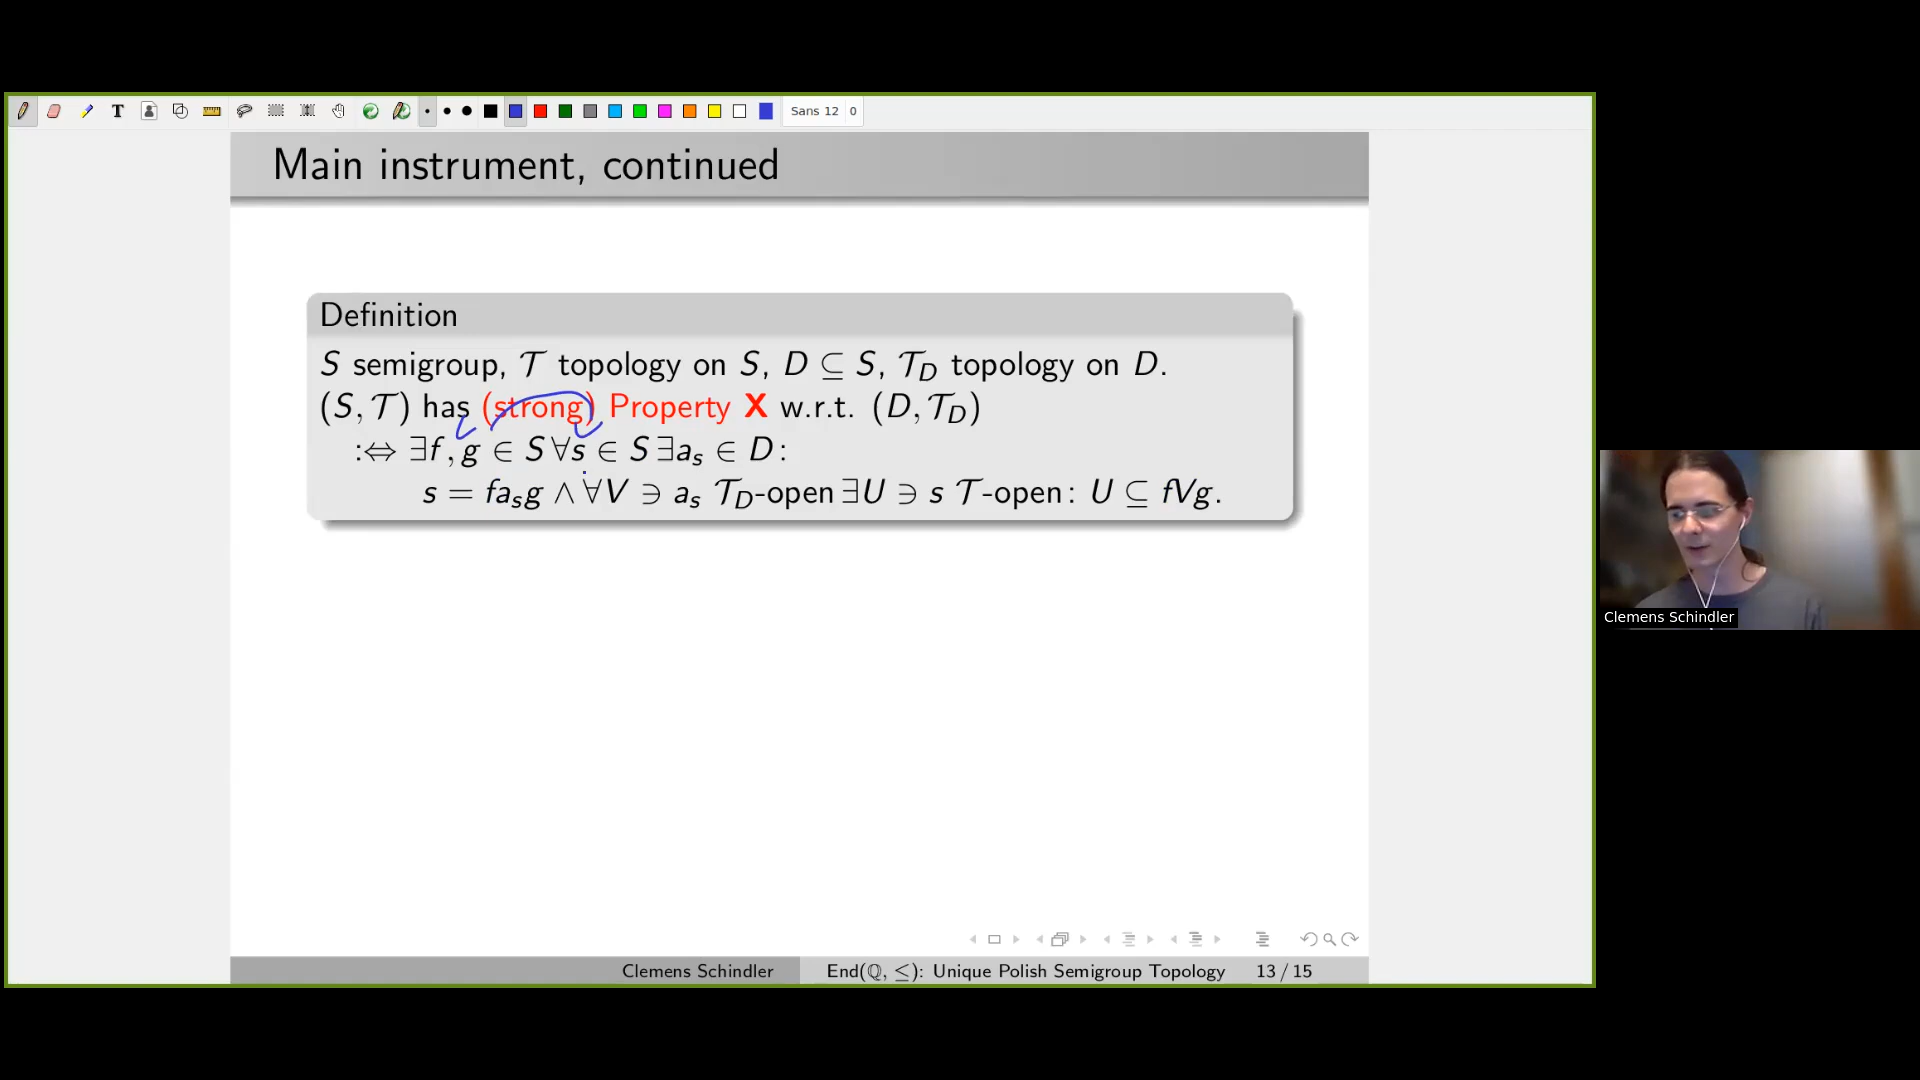 T Sans 12 0
Main instrument, continued
Definition
S semigroup, 𝒯 topology on S, D ⊆ S, 𝒯_D topology on D.
(S, 𝒯) has (strong) Property X w.r.t. (D, 𝒯_D)
:⇔ ∃f, g ∈ S ∀s ∈ S ∃a_s ∈ D:
s = fa_sg ∧ ∀V ∋ a_s 𝒯_D-open ∃U ∋ s 𝒯-open: U ⊆ fVg.
Clemens Schindler
Clemens Schindler End(ℚ, ≤): Unique Polish Semigroup Topology 13 / 15